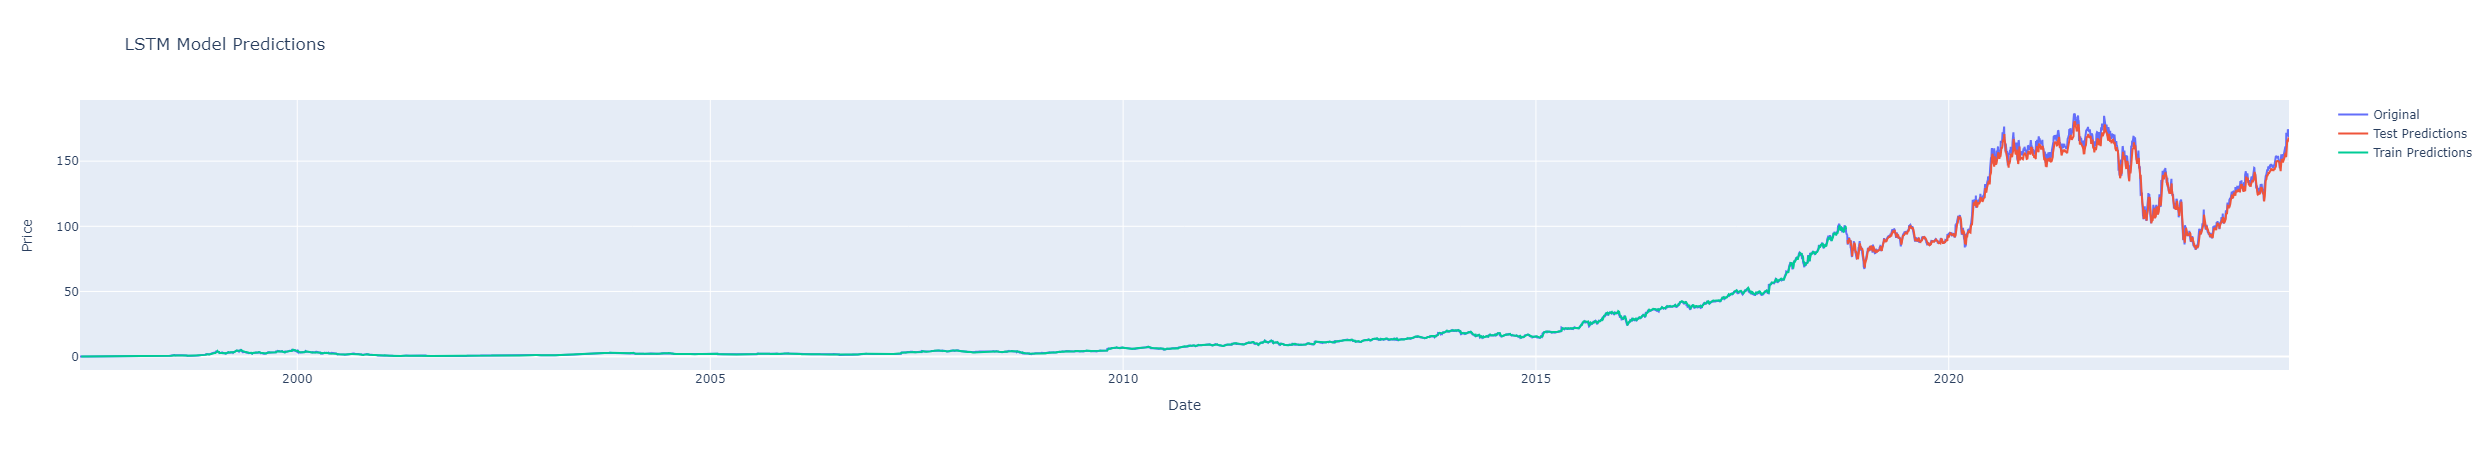 LSTM Model Predictions
Original
Test Predictions
Train Predictions
150
100
50
0
Price
2000
2005
2010
2015
2020
Date